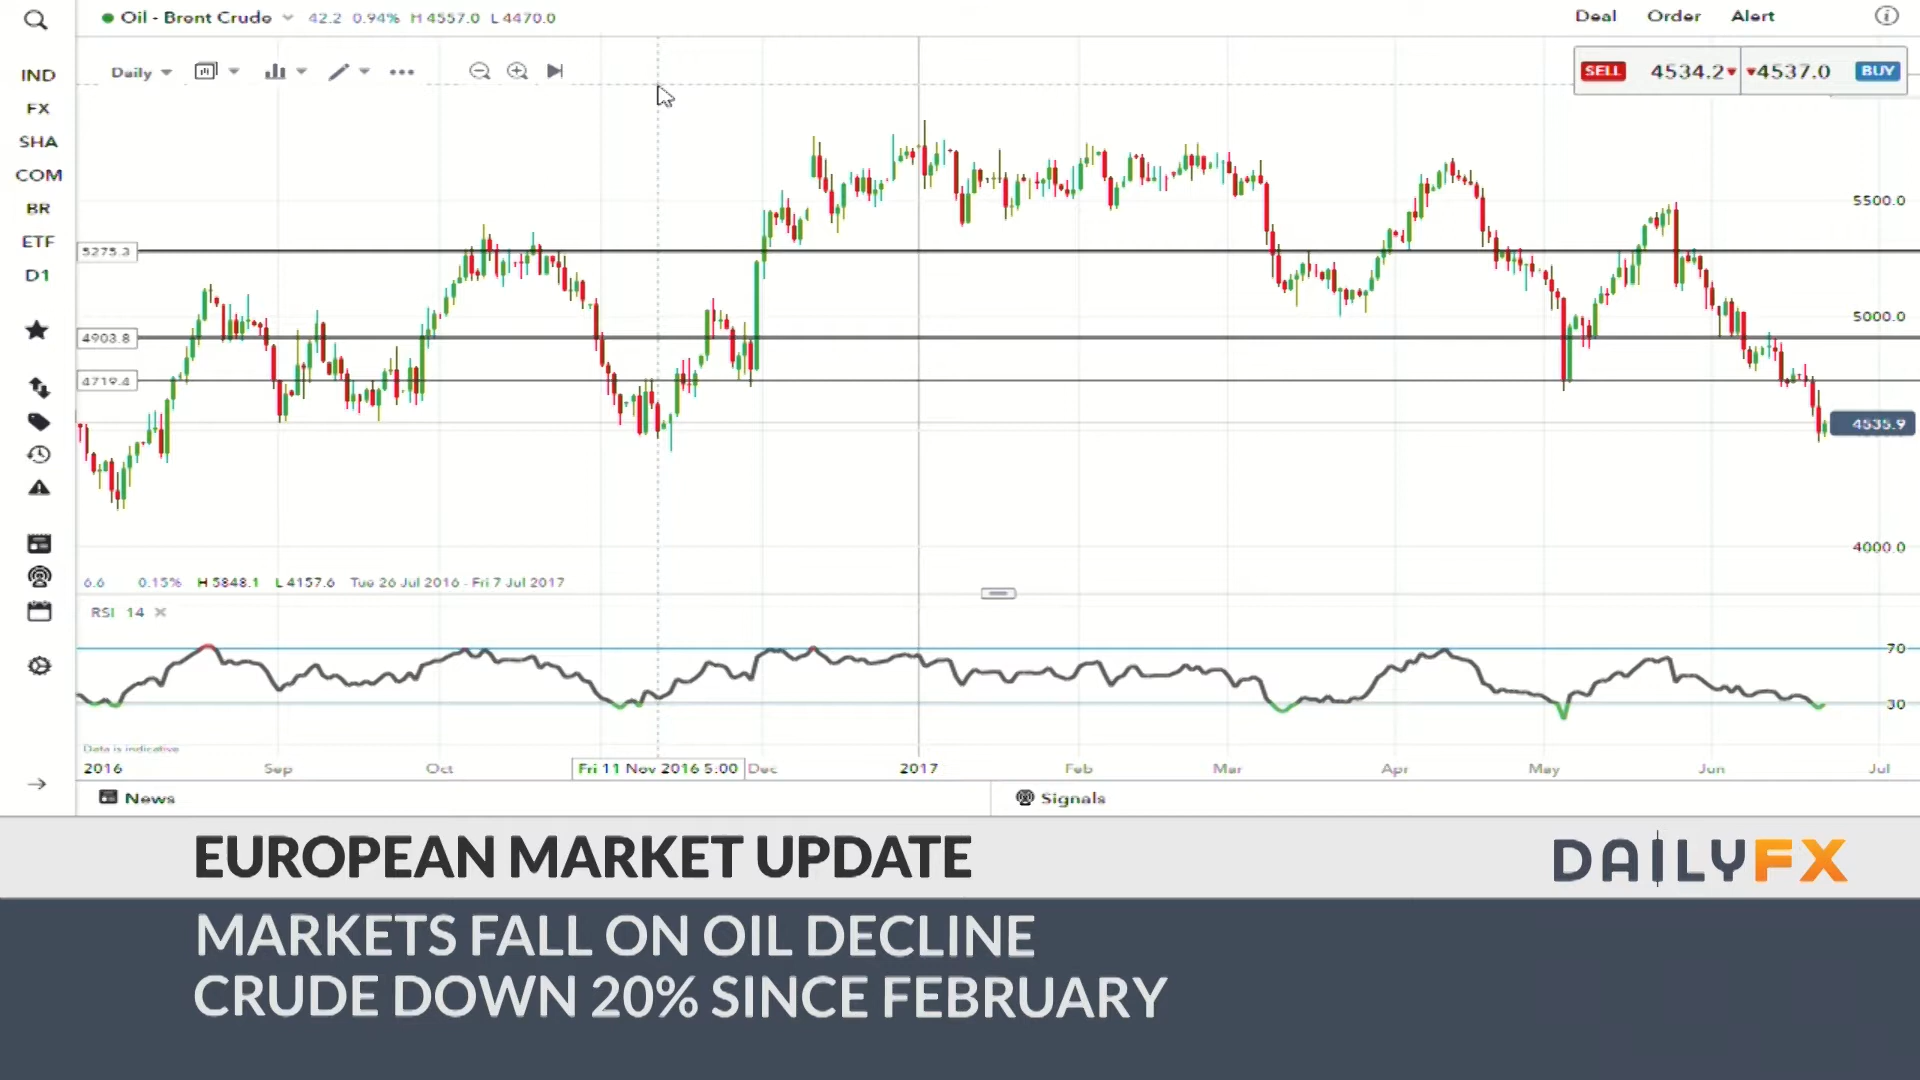 Oil - Brent Crude 42.2 0.94% H 4557.0 L 4470.0
Deal Order Alert
Daily
SELL 4534.2 4537.0 BUY
IND
FX
SHA
COM
BR
ETF
D1
5275.3
4903.8
4719.4
5500.0
5000.0
4535.9
4000.0
6.6 0.15% H 5848.1 L 4157.6 Tue 26 Jul 2016 - Fri 7 Jul 2017
RSI 14
70
30
Data is indicative
2016 Sep Oct Fri 11 Nov 2016 5:00 Dec 2017 Feb Mar Apr May Jun Jul
News Signals
EUROPEAN MARKET UPDATE
DAILYFX
MARKETS FALL ON OIL DECLINE
CRUDE DOWN 20% SINCE FEBRUARY